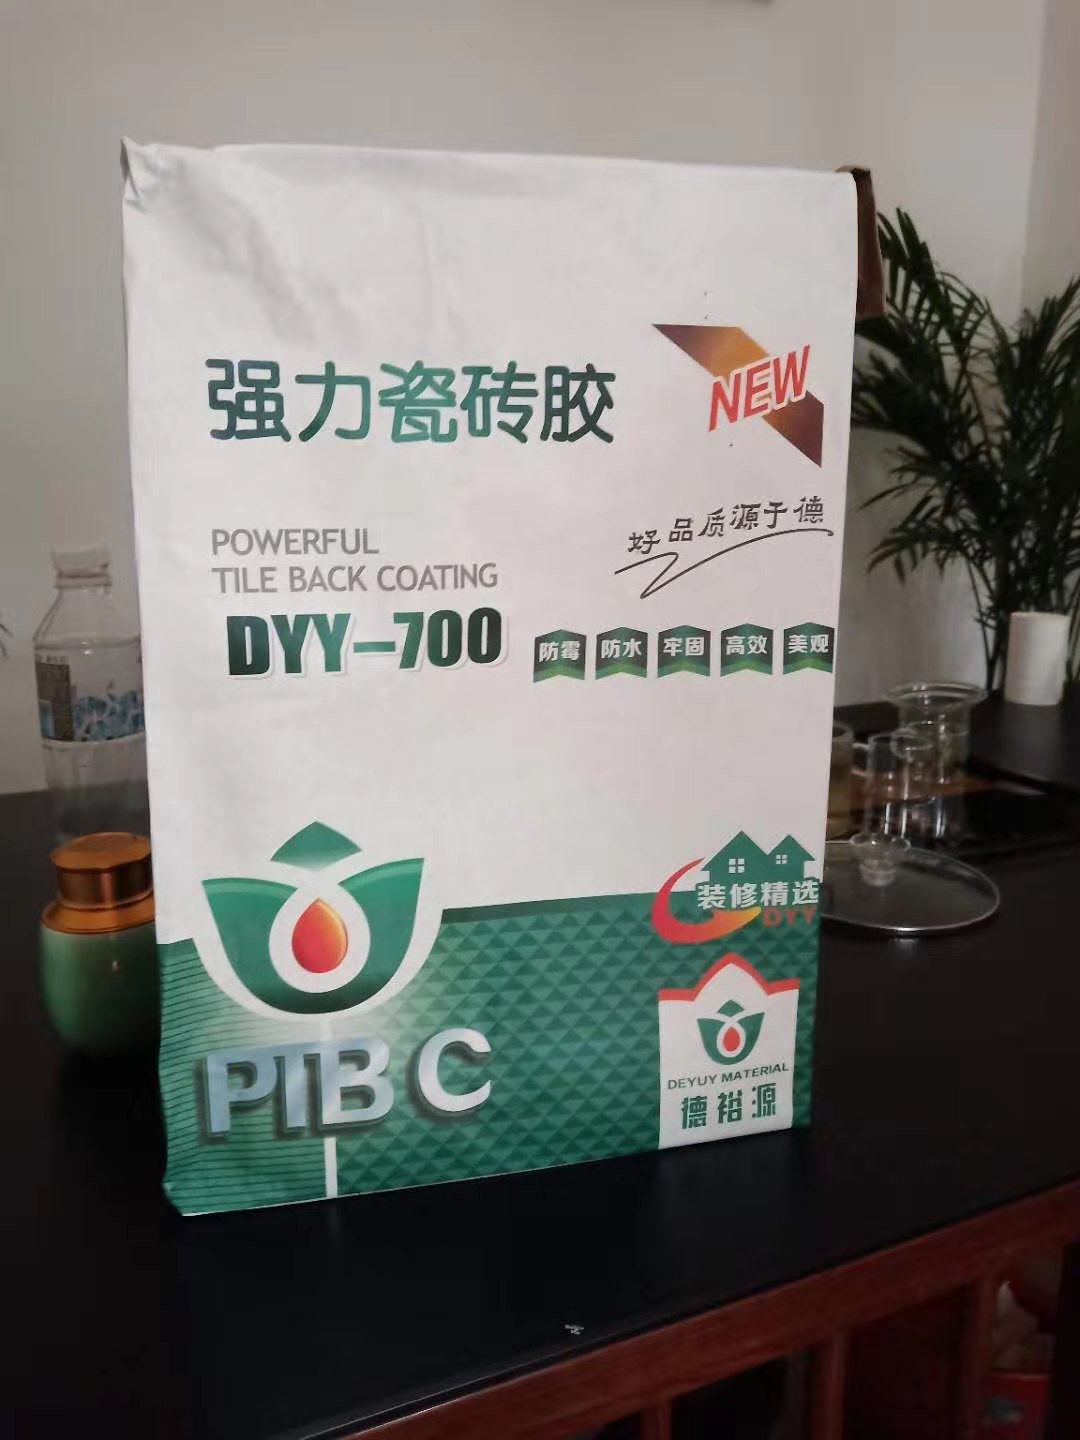 强力瓷砖胶
NEW
POWERFUL
TILE BACK COATING
DYY-700
好品质源于德
防霉 防水 牢固 高效 美观
装修精选
DYY
PTB C
DEYUY MATERIAL
德裕源